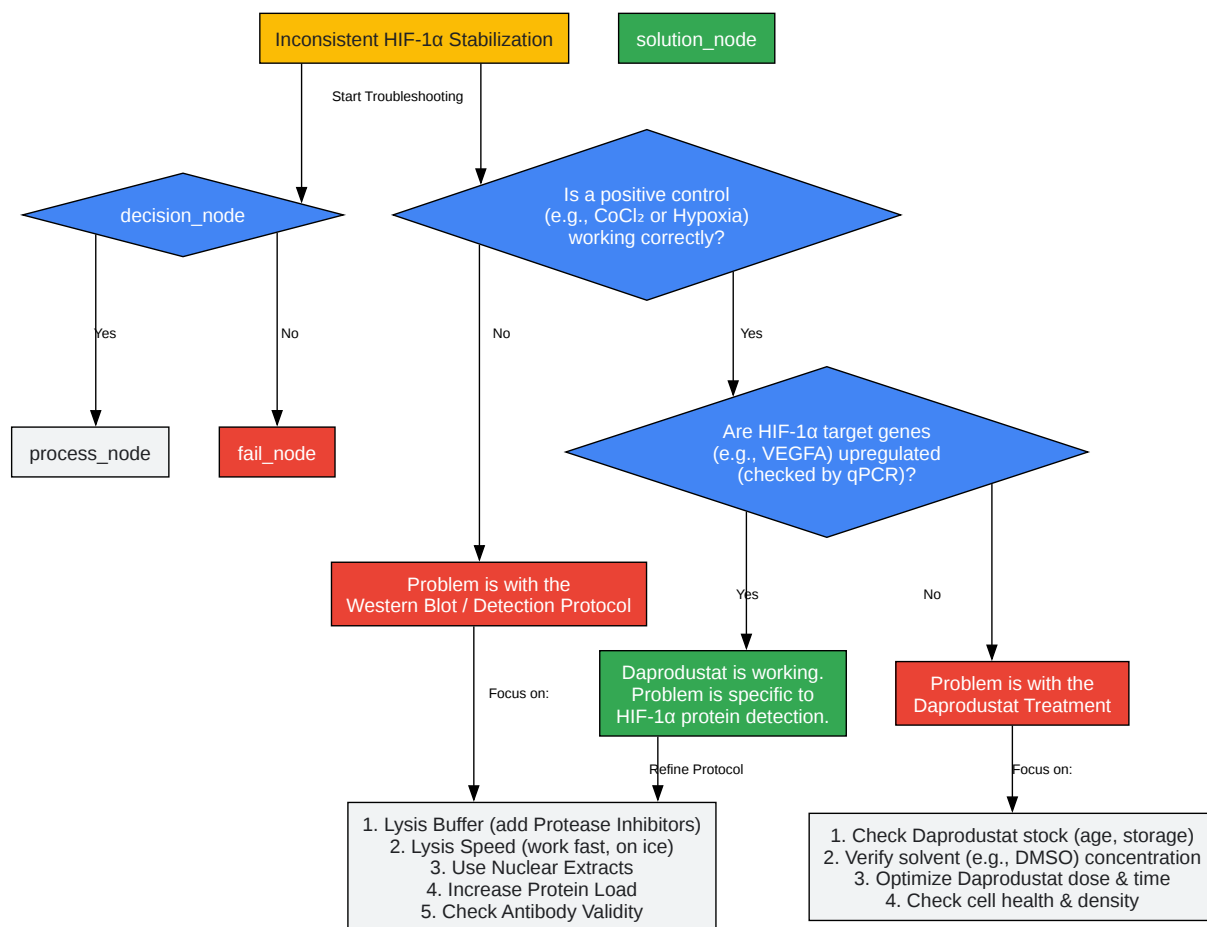 Inconsistent HIF-1α Stabilization
solution_node
Start Troubleshooting
decision_node
Is a positive control
(e.g., CoCl₂ or Hypoxia)
working correctly?
Yes
No
No
Yes
process_node
fail_node
Are HIF-1α target genes
(e.g., VEGFA) upregulated
(checked by qPCR)?
Problem is with the
Western Blot / Detection Protocol
Yes
No
Focus on:
Daprodustat is working.
Problem is specific to
HIF-1α protein detection.
Problem is with the
Daprodustat Treatment
Refine Protocol
Focus on:
1. Lysis Buffer (add Protease Inhibitors)
2. Lysis Speed (work fast, on ice)
3. Use Nuclear Extracts
4. Increase Protein Load
5. Check Antibody Validity
1. Check Daprodustat stock (age, storage)
2. Verify solvent (e.g., DMSO) concentration
3. Optimize Daprodustat dose & time
4. Check cell health & density